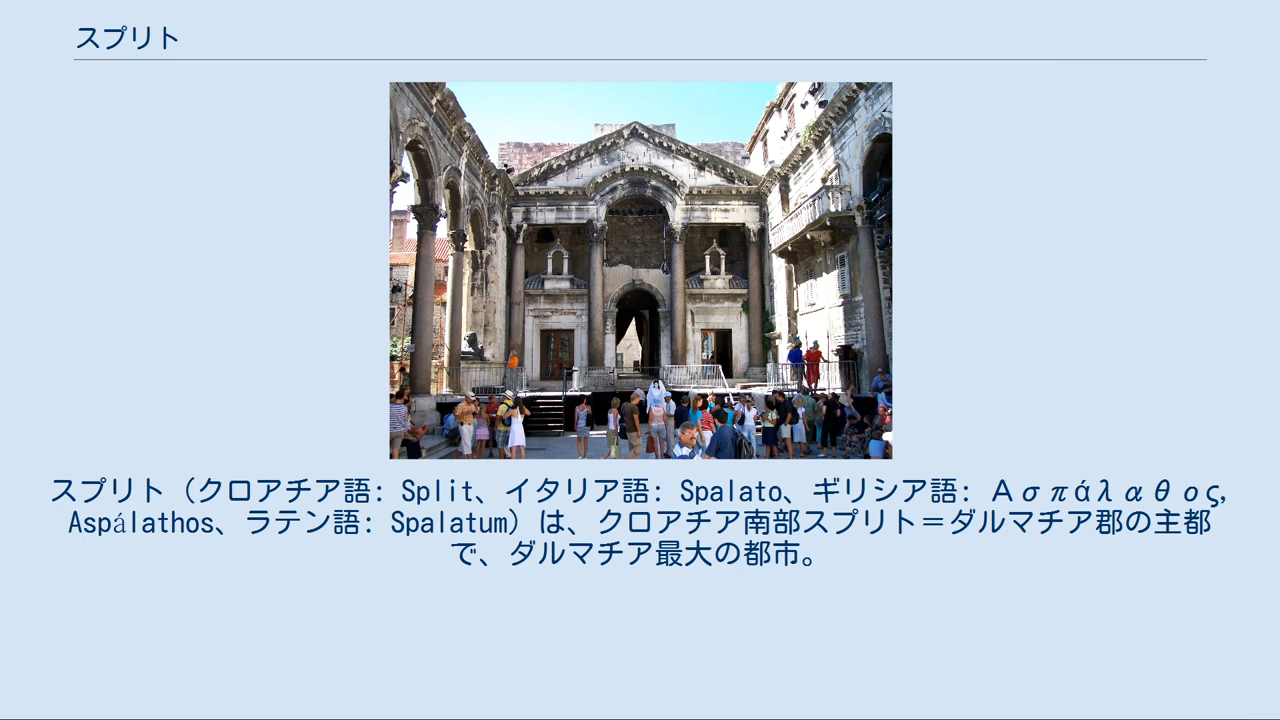 スプリト
スプリト（クロアチア語: Split、イタリア語: Spalato、ギリシア語: Ασπάλαθος,
Aspálathos、ラテン語: Spalatum）は、クロアチア南部スプリト＝ダルマチア郡の主都
で、ダルマチア最大の都市。